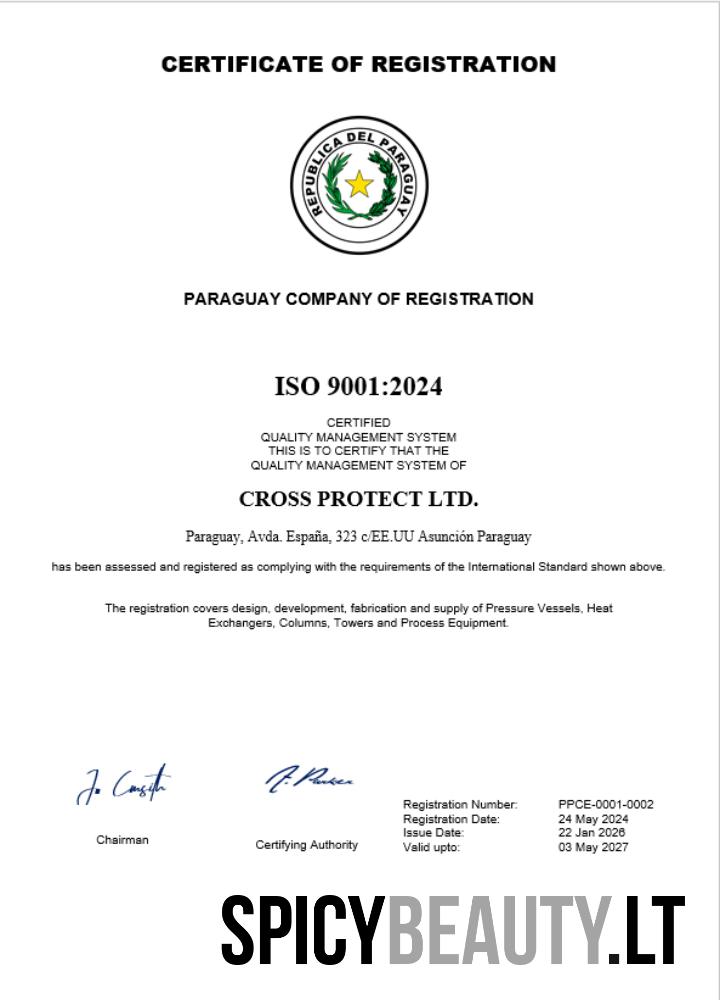 CERTIFICATE OF REGISTRATION
REPUBLICA DEL PARAGUAY
PARAGUAY COMPANY OF REGISTRATION
ISO 9001:2024
CERTIFIED
QUALITY MANAGEMENT SYSTEM
THIS IS TO CERTIFY THAT THE
QUALITY MANAGEMENT SYSTEM OF
CROSS PROTECT LTD.
Paraguay, Avda. España, 323 c/EE.UU Asunción Paraguay
has been assessed and registered as complying with the requirements of the International Standard shown above.
The registration covers design, development, fabrication and supply of Pressure Vessels, Heat
Exchangers, Columns, Towers and Process Equipment.
Chairman
Certifying Authority
Registration Number: PPCE-0001-0002
Registration Date: 24 May 2024
Issue Date: 22 Jan 2026
Valid upto: 03 May 2027
SPICYBEAUTY.LT